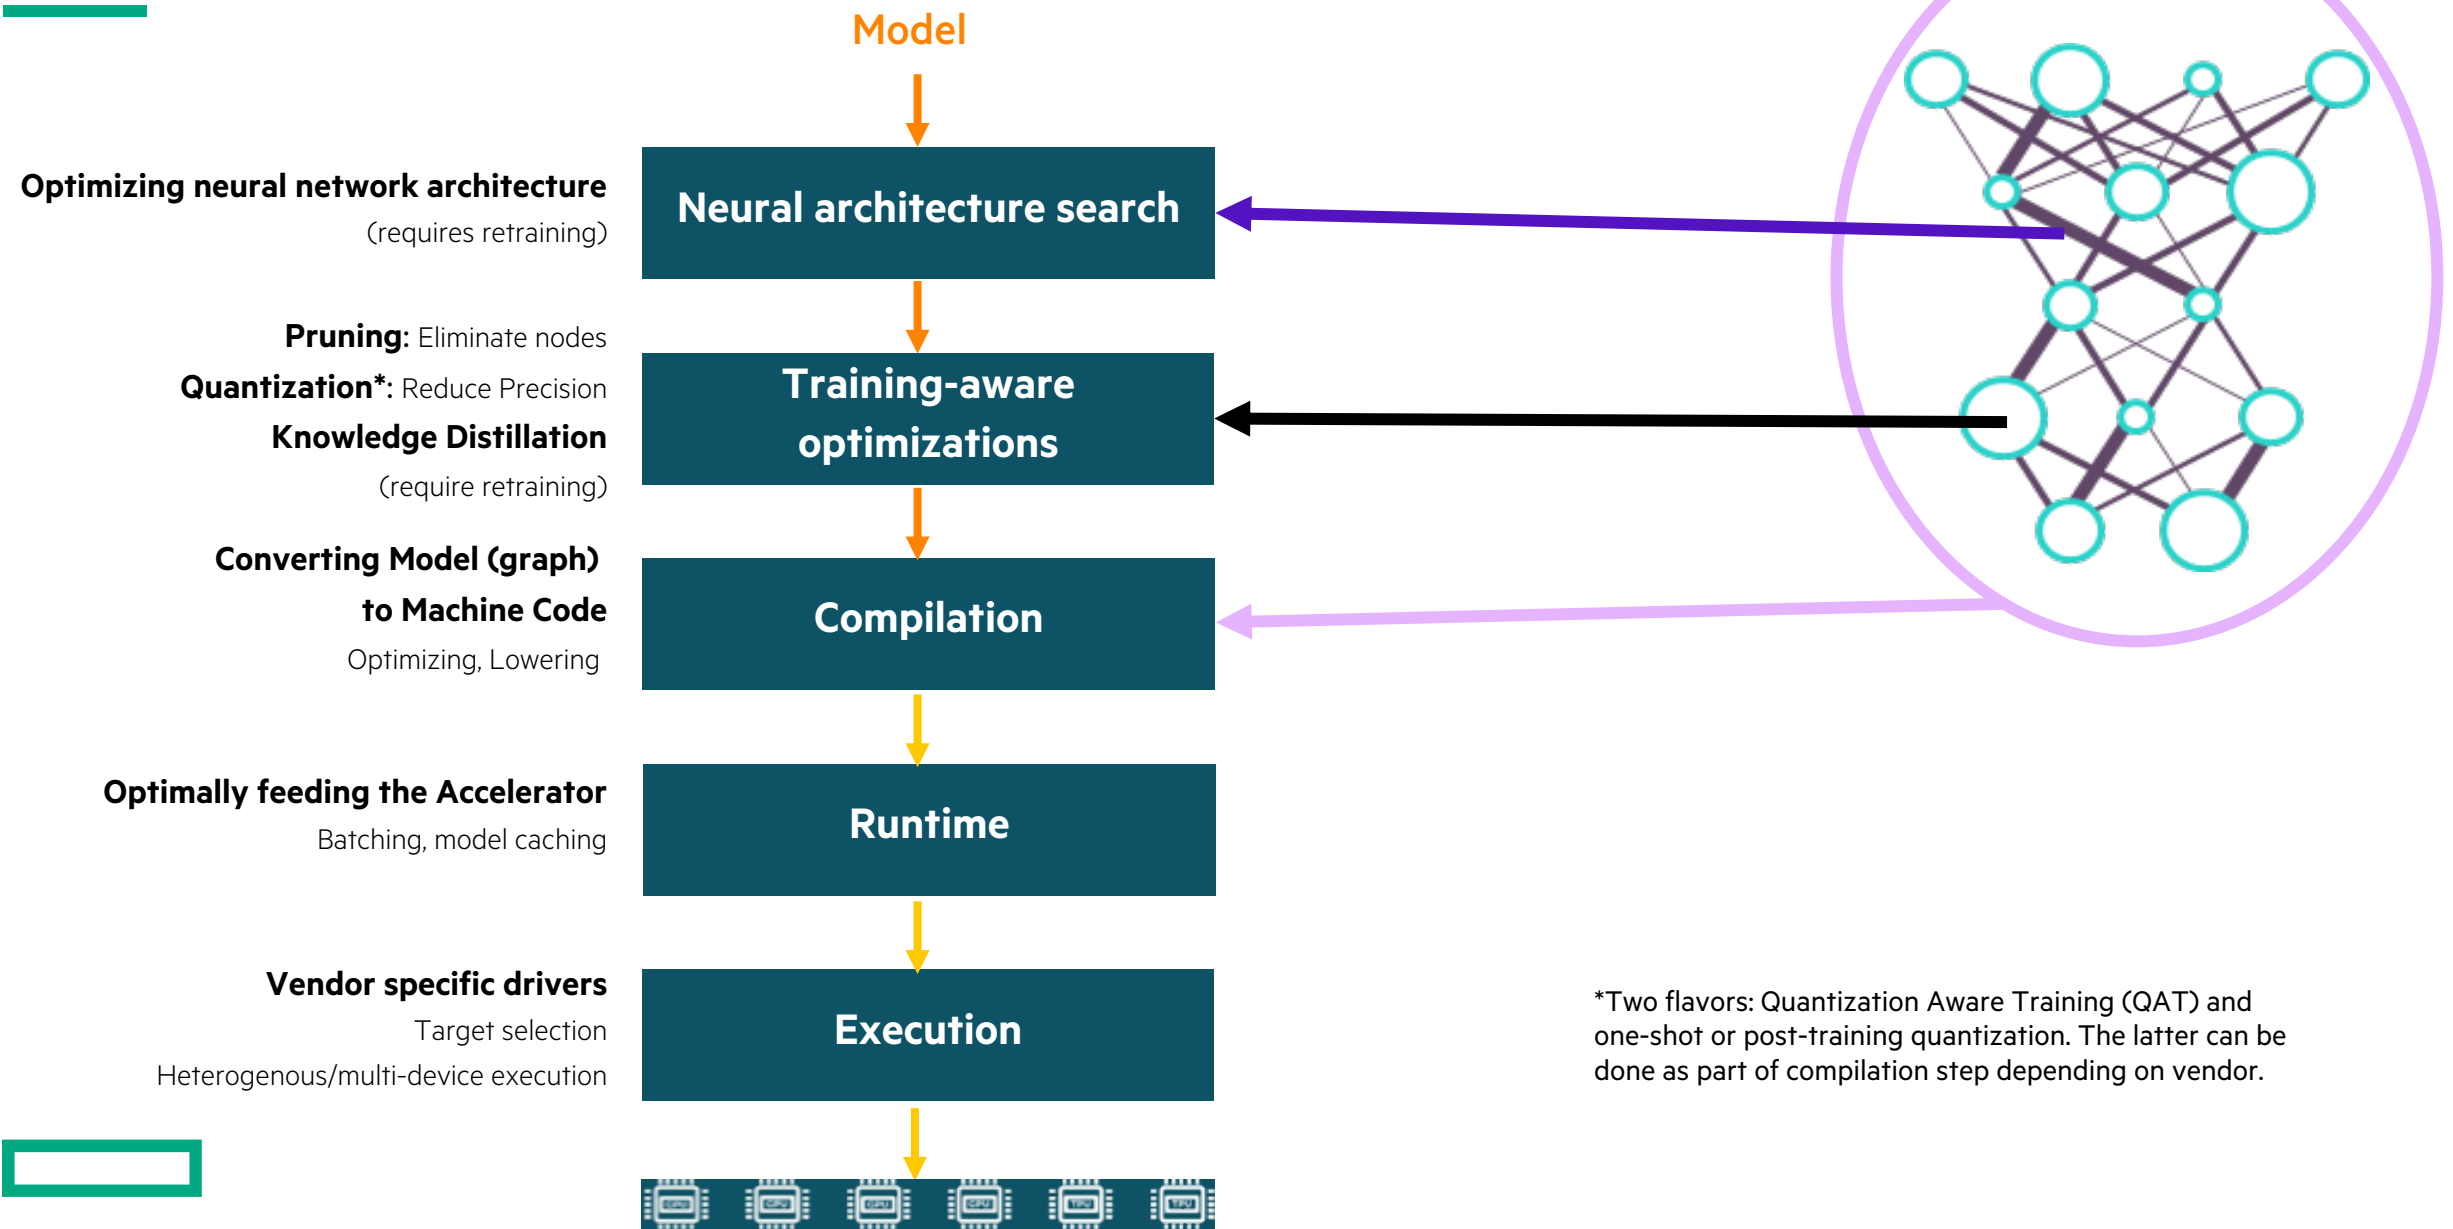 Model
Optimizing neural network architecture
(requires retraining)
Neural architecture search
Pruning: Eliminate nodes
Quantization*: Reduce Precision
Knowledge Distillation
(require retraining)
Training-aware
optimizations
Converting Model (graph)
to Machine Code
Optimizing, Lowering
Compilation
Optimally feeding the Accelerator
Batching, model caching
Runtime
Vendor specific drivers
Target selection
Heterogenous/multi-device execution
Execution
*Two flavors: Quantization Aware Training (QAT) and
one-shot or post-training quantization. The latter can be
done as part of compilation step depending on vendor.
TPU TPU